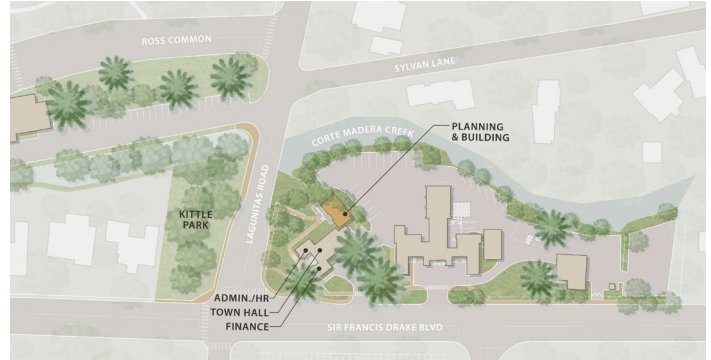 ROSS COMMON
SYLVAN LANE
CORTE MADERA CREEK
PLANNING
& BUILDING
LAGUNITAS ROAD
KITTLE
PARK
ADMIN./HR
TOWN HALL
FINANCE
SIR FRANCIS DRAKE BLVD